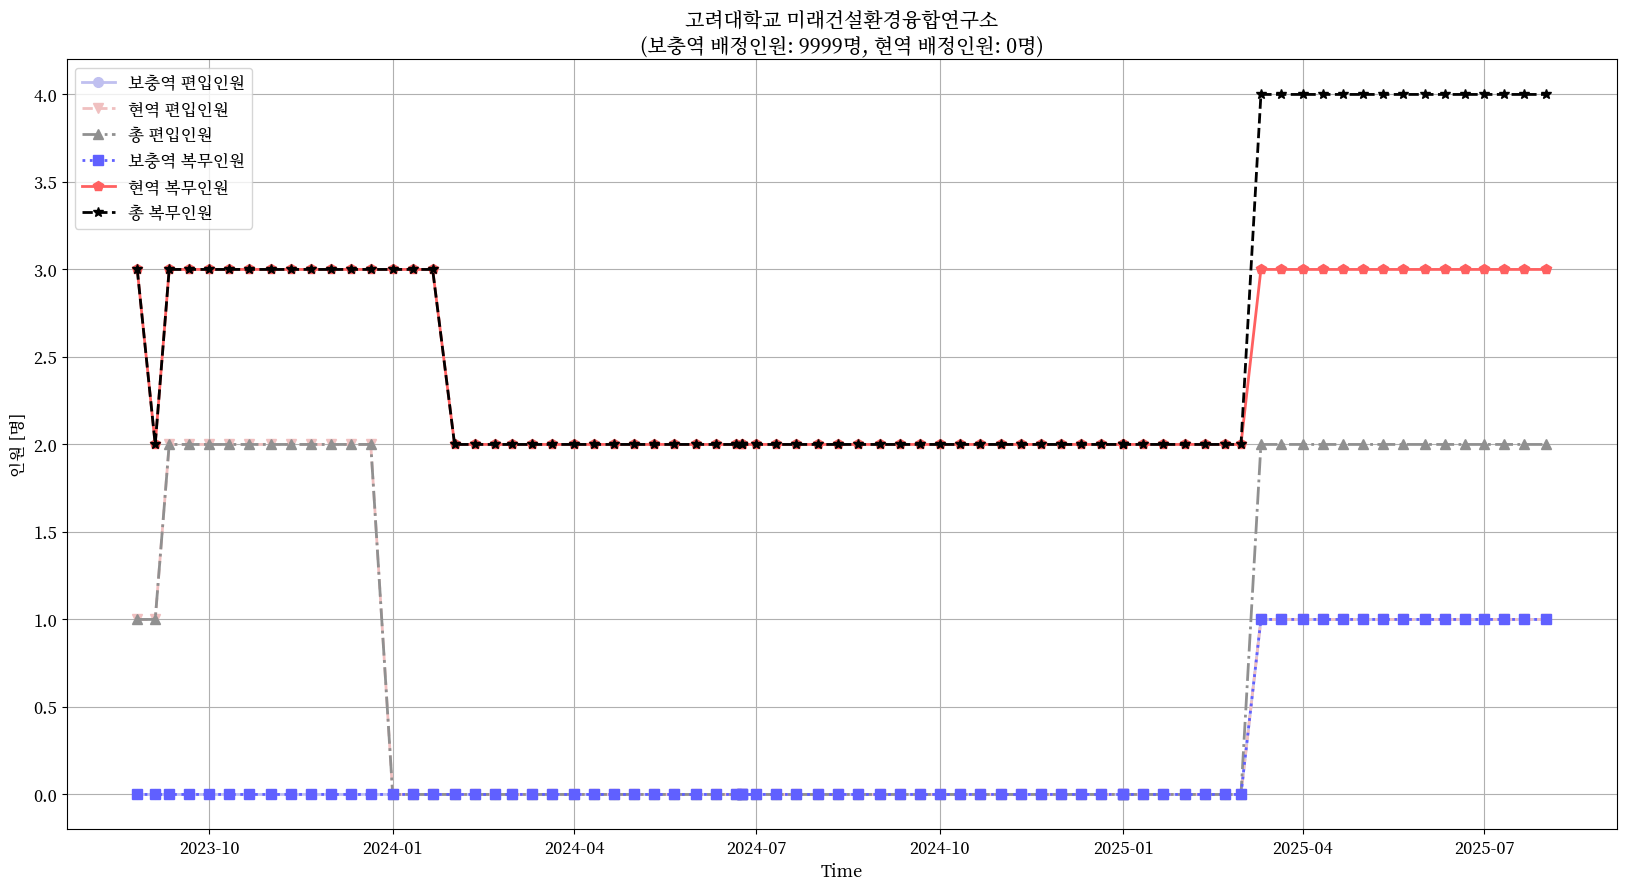 고려대학교 미래건설환경융합연구소
(보충역 배정인원: 9999명, 현역 배정인원: 0명)
보충역 편입인원
현역 편입인원
총 편입인원
보충역 복무인원
현역 복무인원
총 복무인원
4.0
3.5
3.0
2.5
2.0
1.5
1.0
0.5
0.0
인원 [명]
2023-10
2024-01
2024-04
2024-07
2024-10
2025-01
2025-04
2025-07
Time